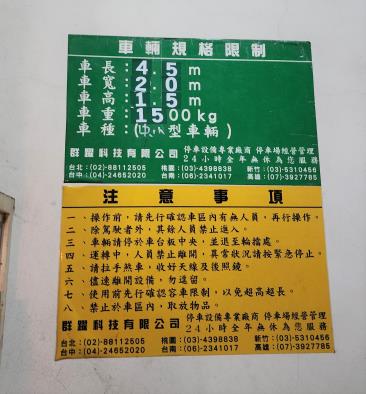 車輛規格限制
車長:4.5m
車寬:2.0m
車高:1.5m
車重:1500kg
車種:(中小型車輛)
群躍科技有限公司 停車設備專業廠商 停車場經營管理
24小時全年無休為您服務
台北:(02)-88112505 桃園:(03)-4398838 新竹:(03)-5310456
台中:(04)-24652020 台南:(06)-2341017 高雄:(07)-3927785
注意事項
一、操作前,請先行確認車區內有無人員,再行操作。
二、除駕駛者外,其餘人員禁止進入。
三、車輛請停於車台板中央,並退至輪擋處。
四、運轉中,人員禁止離開,異常狀況請按緊急停止。
五、請拉手煞車,收好天線及後照鏡。
六、儘速離開設備,勿逗留。
七、使用前先行確認容車限制,以免超高超長。
八、禁止於車區內,取放物品。
群躍科技有限公司 停車設備專業廠商 停車場經營管理
24小時全年無休為您服務
台北:(02)-88112505 桃園:(03)-4398838 新竹:(03)-5310456
台中:(04)-24652020 台南:(06)-2341017 高雄:(07)-3927785